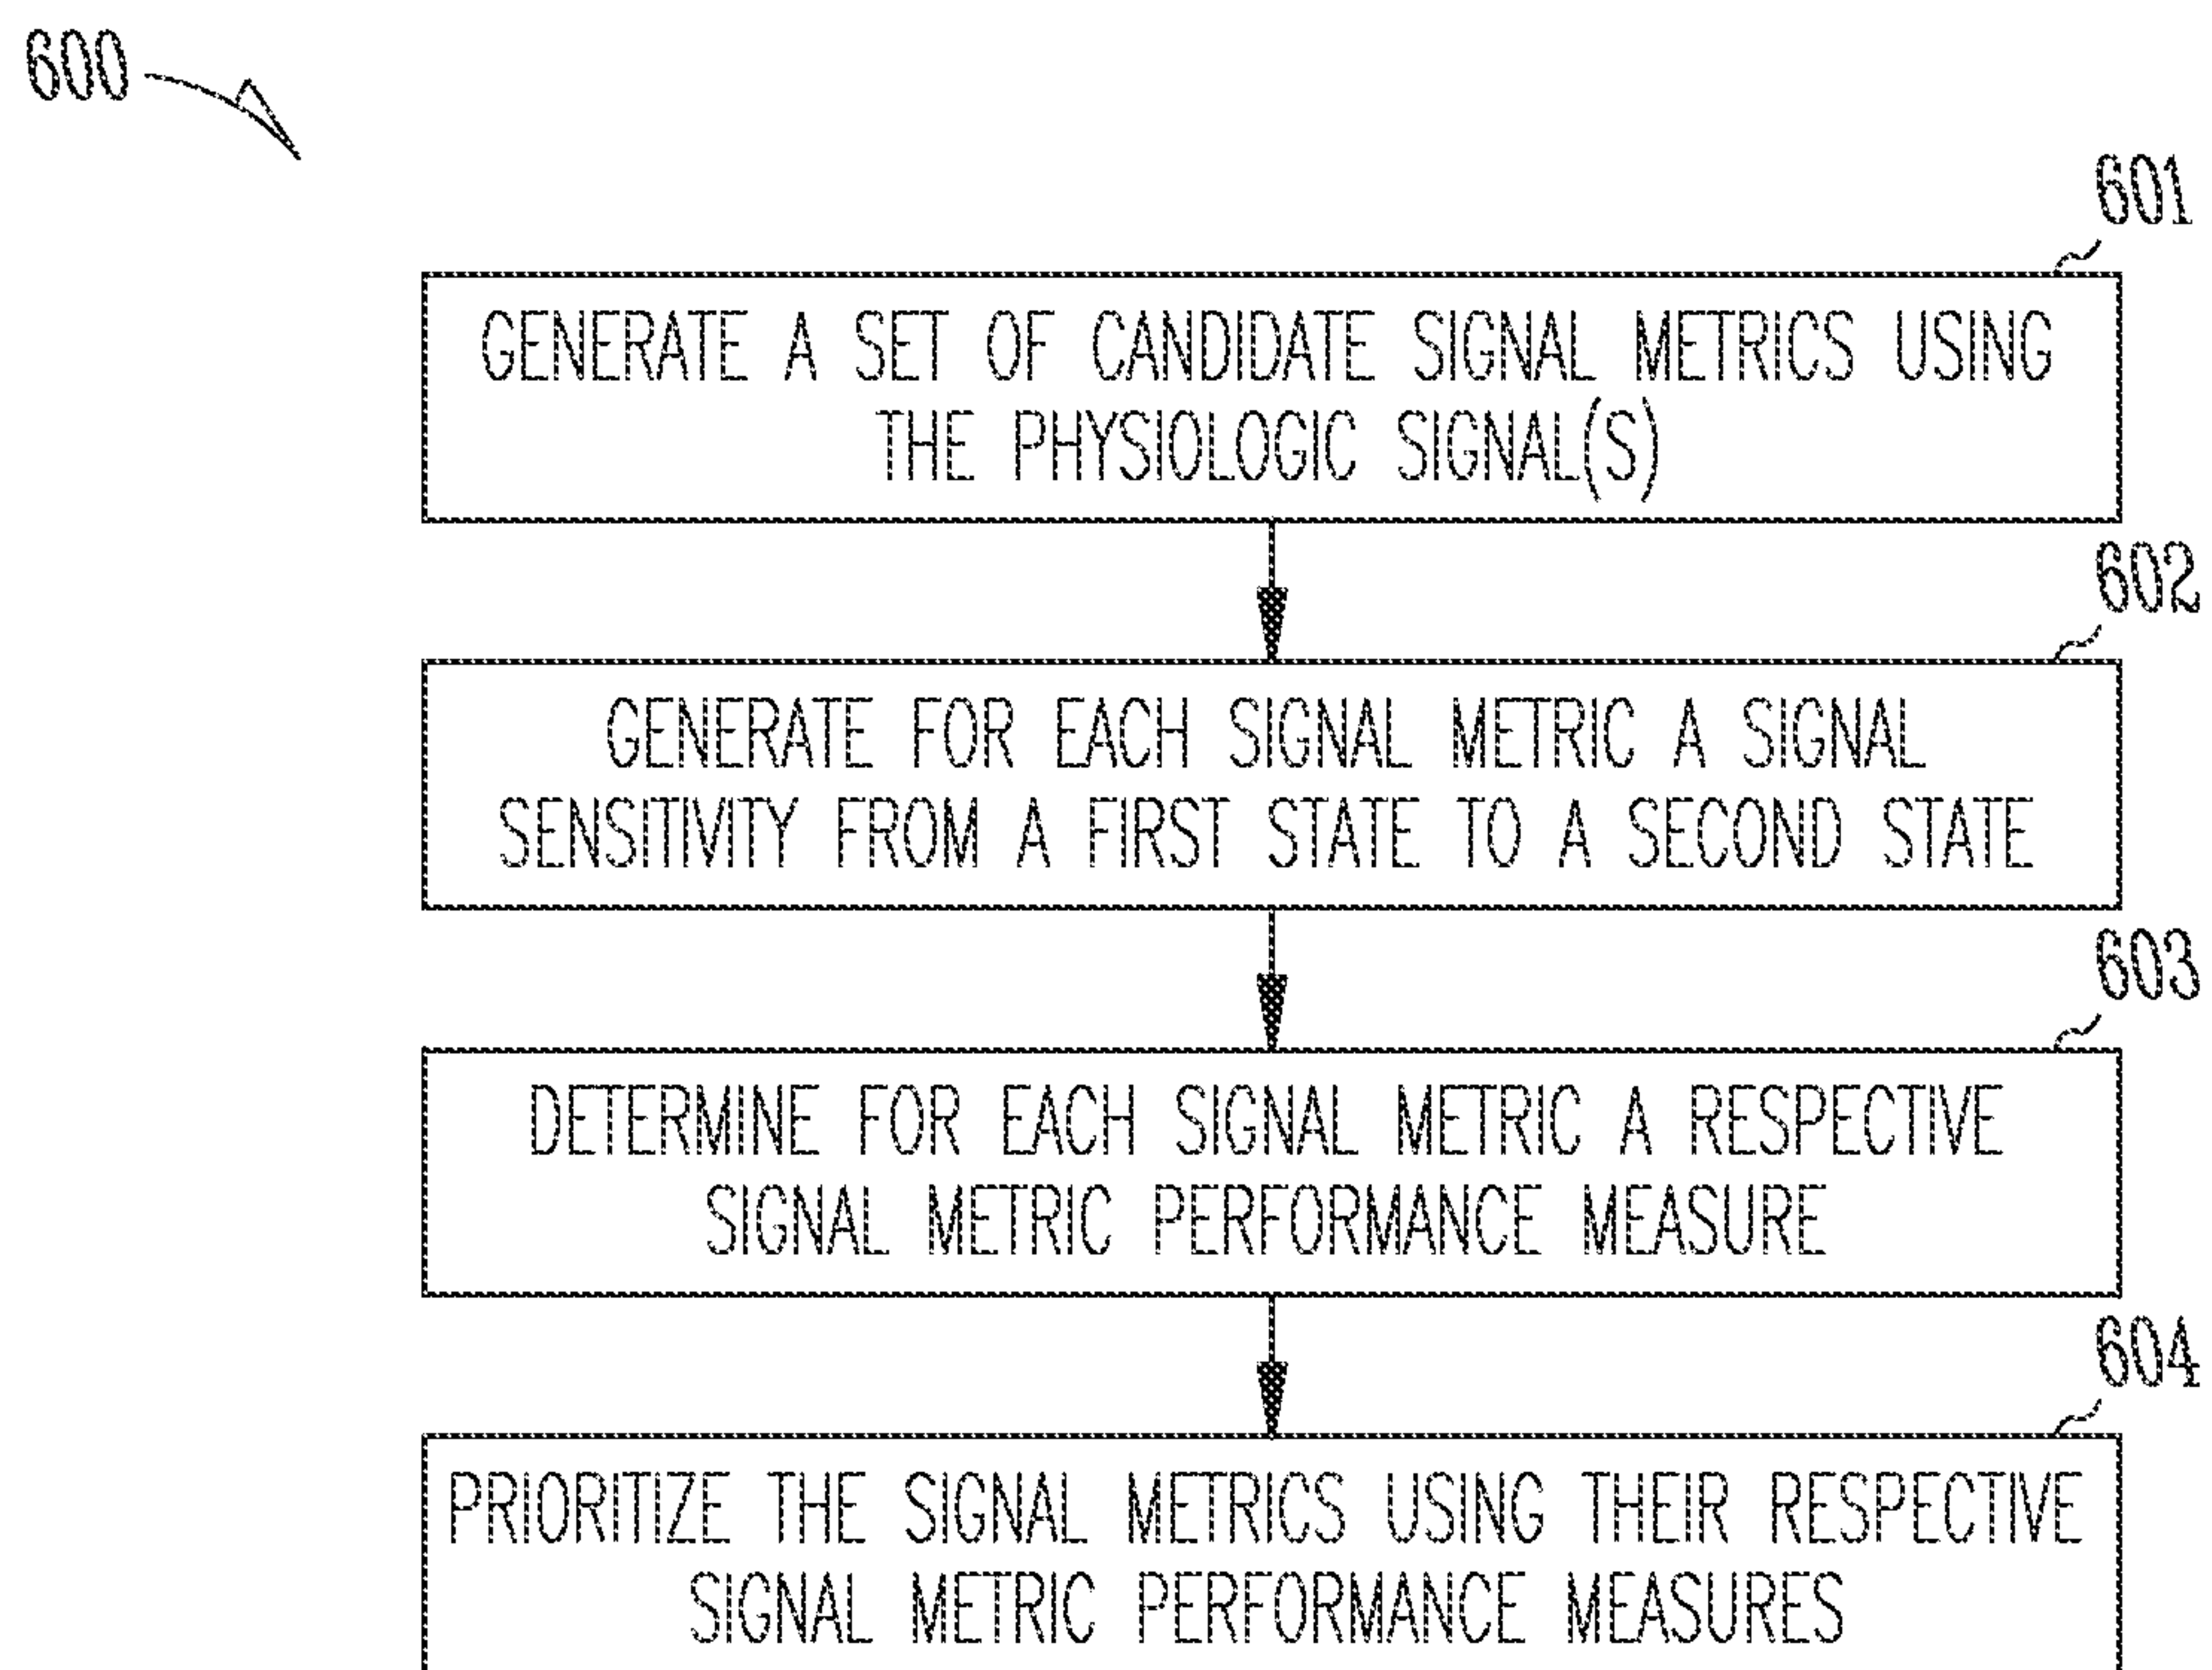 600
601
GENERATE A SET OF CANDIDATE SIGNAL METRICS USING
THE PHYSIOLOGIC SIGNAL(S)
602
GENERATE FOR EACH SIGNAL METRIC A SIGNAL
SENSITIVITY FROM A FIRST STATE TO A SECOND STATE
603
DETERMINE FOR EACH SIGNAL METRIC A RESPECTIVE
SIGNAL METRIC PERFORMANCE MEASURE
604
PRIORITIZE THE SIGNAL METRICS USING THEIR RESPECTIVE
SIGNAL METRIC PERFORMANCE MEASURES